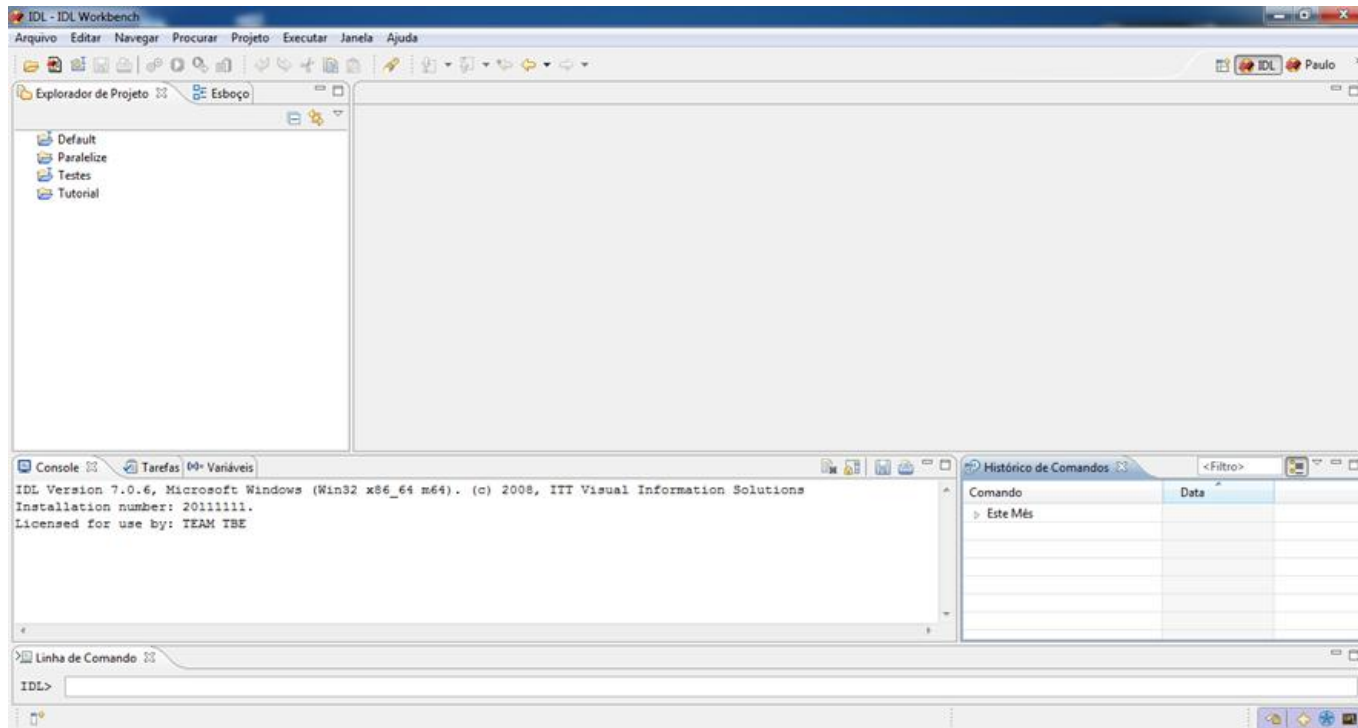 IDL - IDL Workbench
Arquivo Editar Navegar Procurar Projeto Executar Janela Ajuda
IDL Paulo
Explorador de Projeto Esboço
Default
Paralelize
Testes
Tutorial
Console Tarefas (x)= Variáveis
IDL Version 7.0.6, Microsoft Windows (Win32 x86_64 m64). (c) 2008, ITT Visual Information Solutions
Installation number: 20111111.
Licensed for use by: TEAM TBE
Histórico de Comandos <Filtro>
Comando Data
Este Mês
Linha de Comando
IDL>